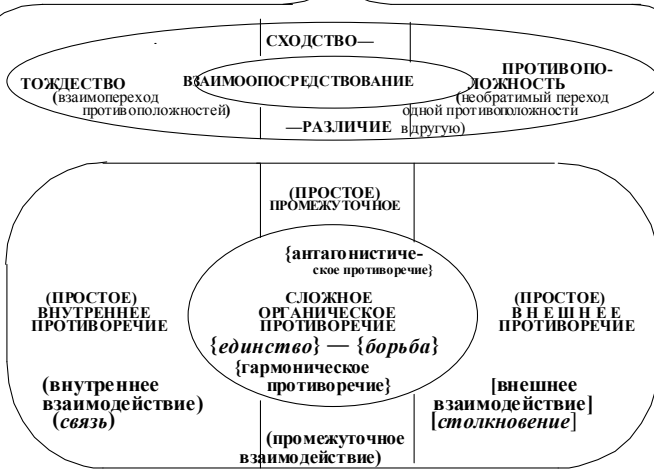 СХОДСТВО—
ТОЖДЕСТВО
(взаимопереход
противоположностей)
ВЗАИМООПОСРЕДСТВОВАНИЕ
ПРОТИВОПО-
ЛОЖНОСТЬ
(необратимый переход
одной противоположности
в другую)
—РАЗЛИЧИЕ
(ПРОСТОЕ)
ПРОМЕЖУТОЧНОЕ
{антагонистиче-
ское противоречие}
(ПРОСТОЕ)
ВНУТРЕННЕЕ
ПРОТИВОРЕЧИЕ
СЛОЖНОЕ
ОРГАНИЧЕСКОЕ
ПРОТИВОРЕЧИЕ
(ПРОСТОЕ)
ВНЕШНЕЕ
ПРОТИВОРЕЧИЕ
{единство} — {борьба}
{гармоническое
противоречие}
(внутреннее
взаимодействие)
(связь)
[внешнее
взаимодействие]
[столкновение]
(промежуточное
взаимодействие)